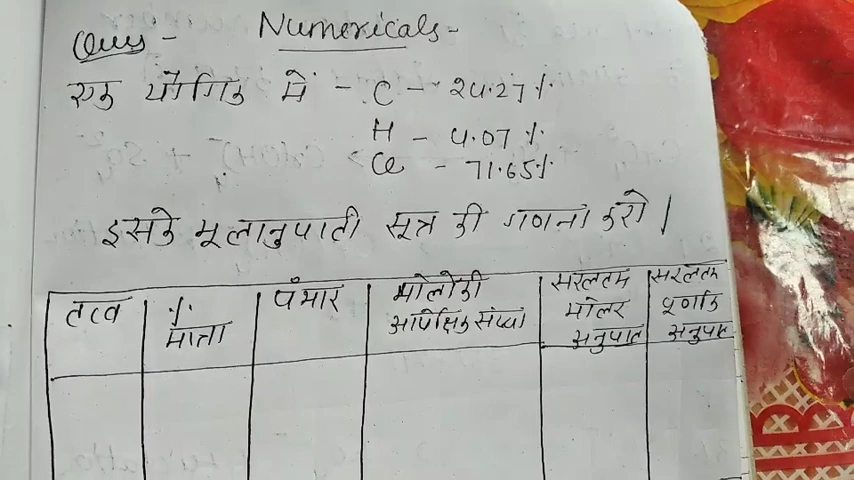 Ques - Numericals -
एक यौगिक में - C - 24.27 %
H - 4.07 %
Cl - 71.65 %
इसके मूलानुपाती सूत्र की गणना करो |
तत्व % मात्रा पं भार मोलों की आपेक्षिक संख्या सरलतम मोलर अनुपात सरलतम पूर्णांक अनुपात